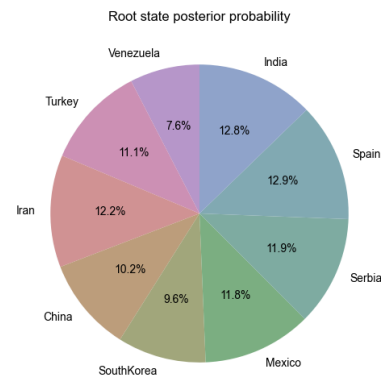 Root state posterior probability
Venezuela
India
Turkey
7.6%
12.8%
11.1%
Spain
12.9%
Iran
12.2%
11.9%
10.2%
9.6%
11.8%
Serbia
China
SouthKorea
Mexico